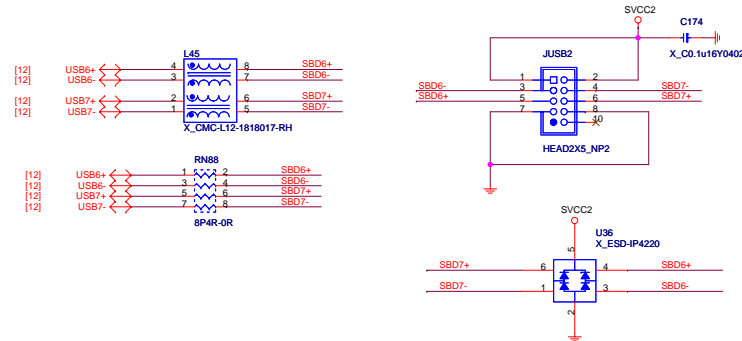 L45
[12] USB6+ 4 8 SBD6+
[12] USB6- 3 7 SBD6-
[12] USB7+ 2 6 SBD7+
[12] USB7- 1 5 SBD7-
X_CMC-L12-1818017-RH
RN88
[12] USB6+ 1 2 SBD6+
[12] USB6- 3 4 SBD6-
[12] USB7+ 5 6 SBD7+
[12] USB7- 7 8 SBD7-
8P4R-0R
SVCC2
C174
X_C0.1u16Y0402
JUSB2
1 2
SBD6- 3 4 SBD7-
SBD6+ 5 6 SBD7+
7 8
10
HEAD2X5_NP2
SVCC2
U36
X_ESD-IP4220
5
SBD7+ 6 4 SBD6+
SBD7- 1 3 SBD6-
2